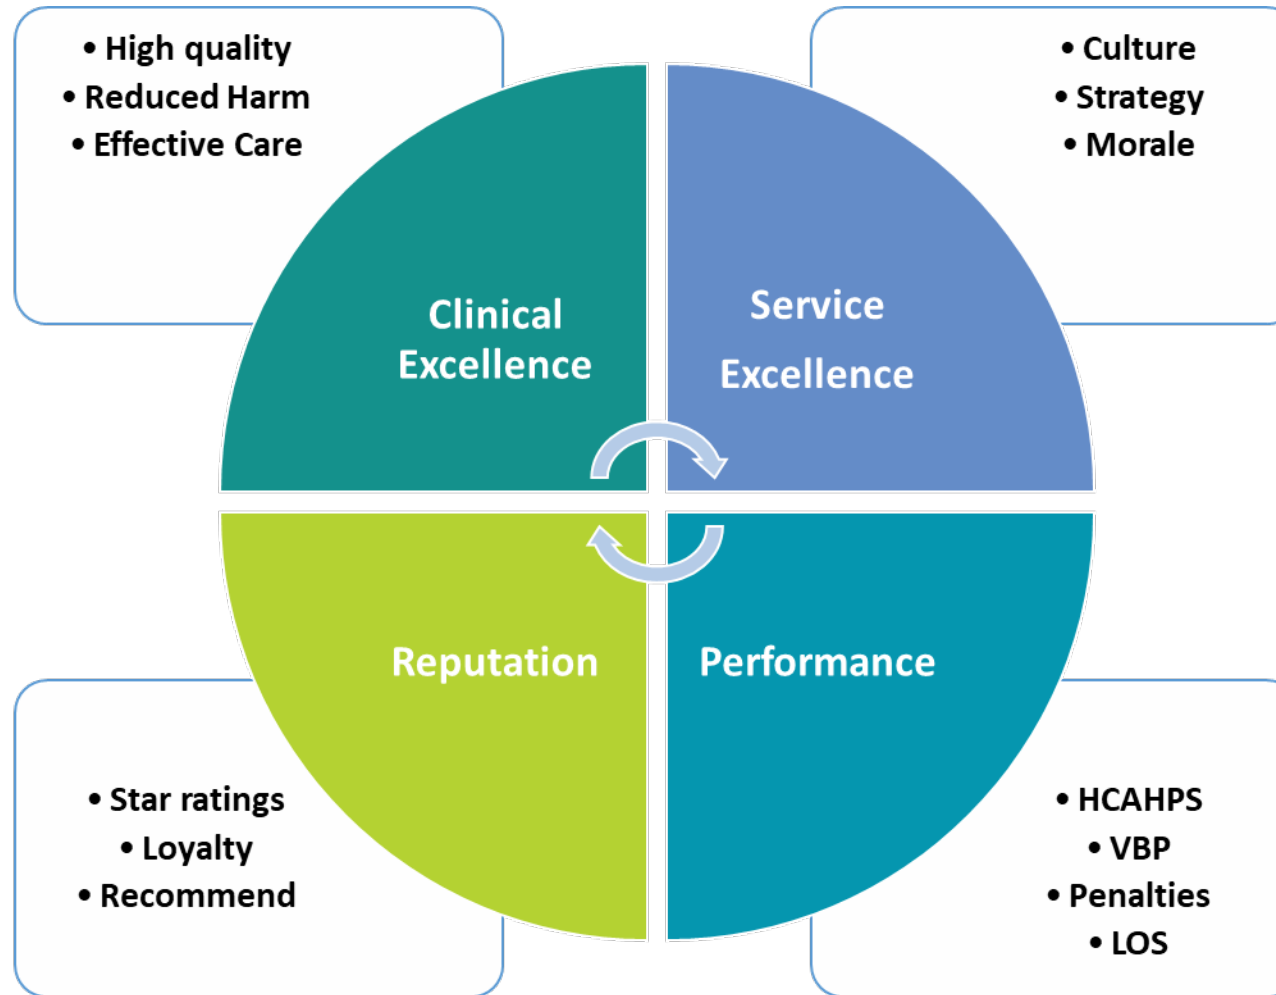 • High quality
• Reduced Harm
• Effective Care
• Culture
• Strategy
• Morale
Clinical
Excellence
Service
Excellence
Reputation
Performance
• Star ratings
• Loyalty
• Recommend
• HCAHPS
• VBP
• Penalties
• LOS